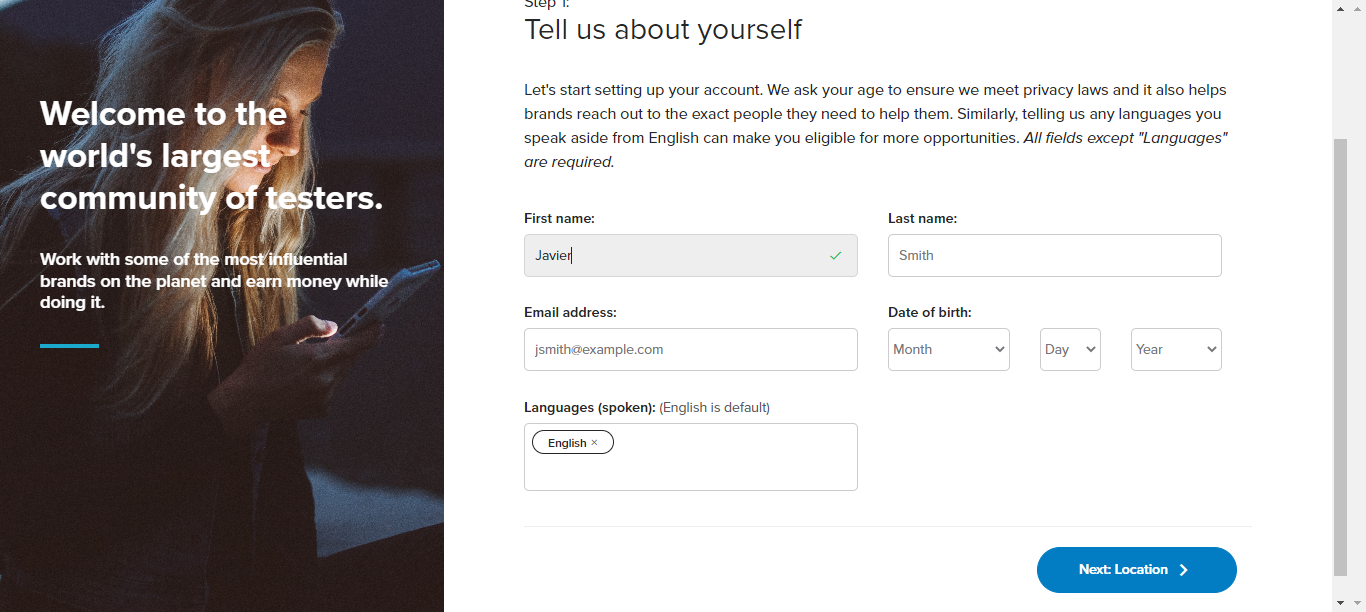 Welcome to the
world's largest
community of testers.
Work with some of the most influential
brands on the planet and earn money while
doing it.
Step 1:
Tell us about yourself
Let's start setting up your account. We ask your age to ensure we meet privacy laws and it also helps
brands reach out to the exact people they need to help them. Similarly, telling us any languages you
speak aside from English can make you eligible for more opportunities. All fields except "Languages"
are required.
First name:
Last name:
Javier
Smith
Email address:
Date of birth:
jsmith@example.com
Month
Day
Year
Languages (spoken): (English is default)
English ×
Next: Location